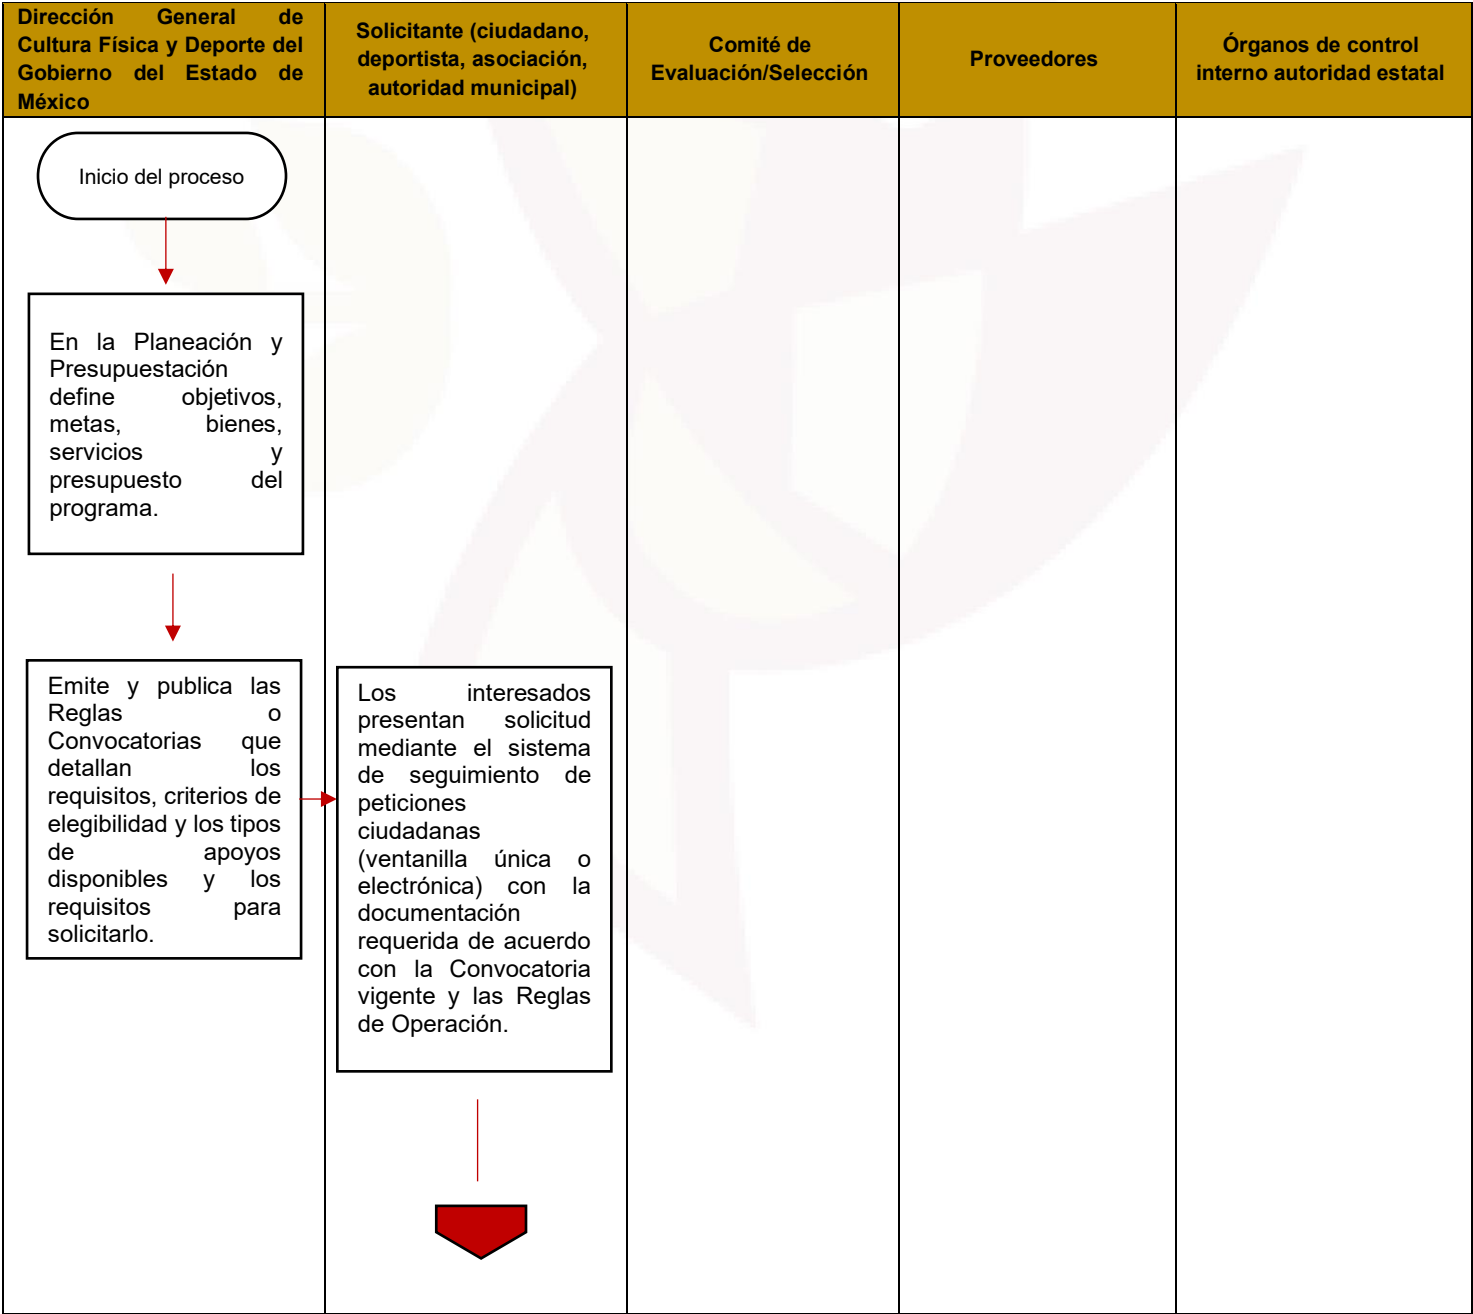 Dirección General de
Cultura Física y Deporte del
Gobierno del Estado de
México
Solicitante (ciudadano,
deportista, asociación,
autoridad municipal)
Comité de
Evaluación/Selección
Proveedores
Órganos de control
interno autoridad estatal
Inicio del proceso
En la Planeación y
Presupuestación
define objetivos,
metas, bienes,
servicios y
presupuesto del
programa.
Emite y publica las
Reglas o
Convocatorias que
detallan los
requisitos, criterios de
elegibilidad y los tipos
de apoyos
disponibles y los
requisitos para
solicitarlo.
Los interesados
presentan solicitud
mediante el sistema
de seguimiento de
peticiones
ciudadanas
(ventanilla única o
electrónica) con la
documentación
requerida de acuerdo
con la Convocatoria
vigente y las Reglas
de Operación.